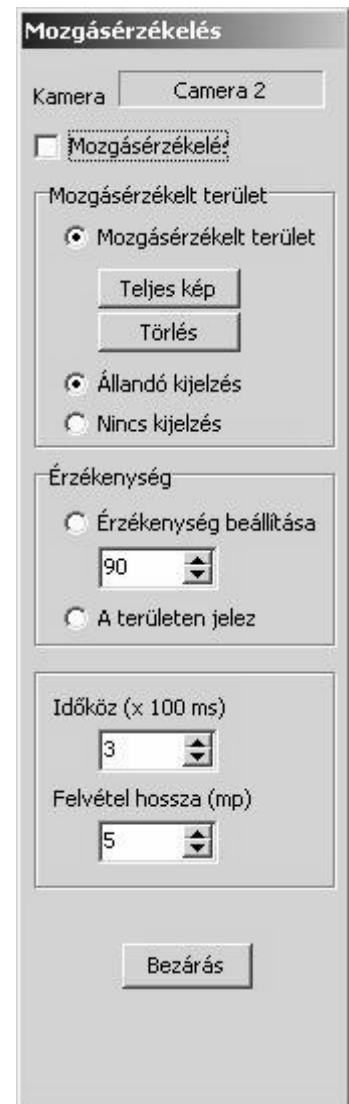 Mozgásérzékelés
Kamera Camera 2
Mozgásérzékelés
Mozgásérzékelt terület
Mozgásérzékelt terület
Teljes kép
Törlés
Állandó kijelzés
Nincs kijelzés
Érzékenység
Érzékenység beállítása
90
A területen jelez
Időköz (x 100 ms)
3
Felvétel hossza (mp)
5
Bezárás